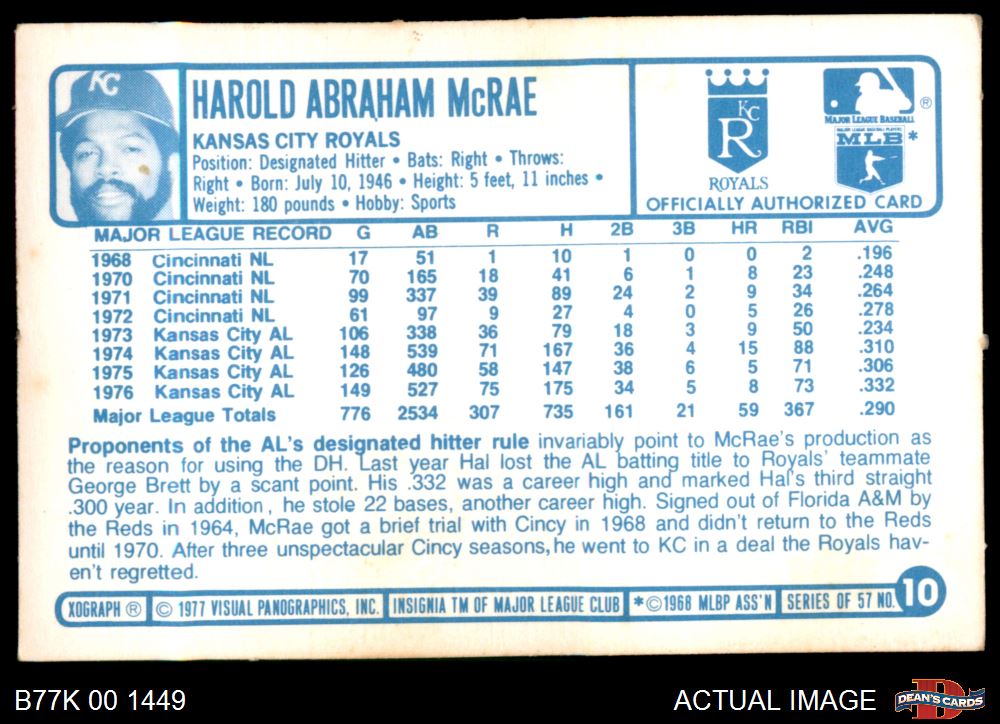 KC
HAROLD ABRAHAM McRAE
KANSAS CITY ROYALS
Position: Designated Hitter • Bats: Right • Throws:
Right • Born: July 10, 1946 • Height: 5 feet, 11 inches •
Weight: 180 pounds • Hobby: Sports
KC
R
ROYALS
®
MAJOR LEAGUE BASEBALL
MAJOR LEAGUE BASEBALL PLAYERS
MLB *
OFFICIALLY AUTHORIZED CARD
MAJOR LEAGUE RECORD G AB R H 2B 3B HR RBI AVG
1968 Cincinnati NL 17 51 1 10 1 0 0 2 .196
1970 Cincinnati NL 70 165 18 41 6 1 8 23 .248
1971 Cincinnati NL 99 337 39 89 24 2 9 34 .264
1972 Cincinnati NL 61 97 9 27 4 0 5 26 .278
1973 Kansas City AL 106 338 36 79 18 3 9 50 .234
1974 Kansas City AL 148 539 71 167 36 4 15 88 .310
1975 Kansas City AL 126 480 58 147 38 6 5 71 .306
1976 Kansas City AL 149 527 75 175 34 5 8 73 .332
Major League Totals 776 2534 307 735 161 21 59 367 .290
Proponents of the AL's designated hitter rule invariably point to McRae's production as
the reason for using the DH. Last year Hal lost the AL batting title to Royals' teammate
George Brett by a scant point. His .332 was a career high and marked Hal's third straight
.300 year. In addition, he stole 22 bases, another career high. Signed out of Florida A&M by
the Reds in 1964, McRae got a brief trial with Cincy in 1968 and didn't return to the Reds
until 1970. After three unspectacular Cincy seasons, he went to KC in a deal the Royals hav-
en't regretted.
XOGRAPH ® © 1977 VISUAL PANOGRAPHICS, INC. INSIGNIA TM OF MAJOR LEAGUE CLUB *©1968 MLBP ASS'N SERIES OF 57 NO. 10
B77K 00 1449
ACTUAL IMAGE
D
DEAN'S CARDS